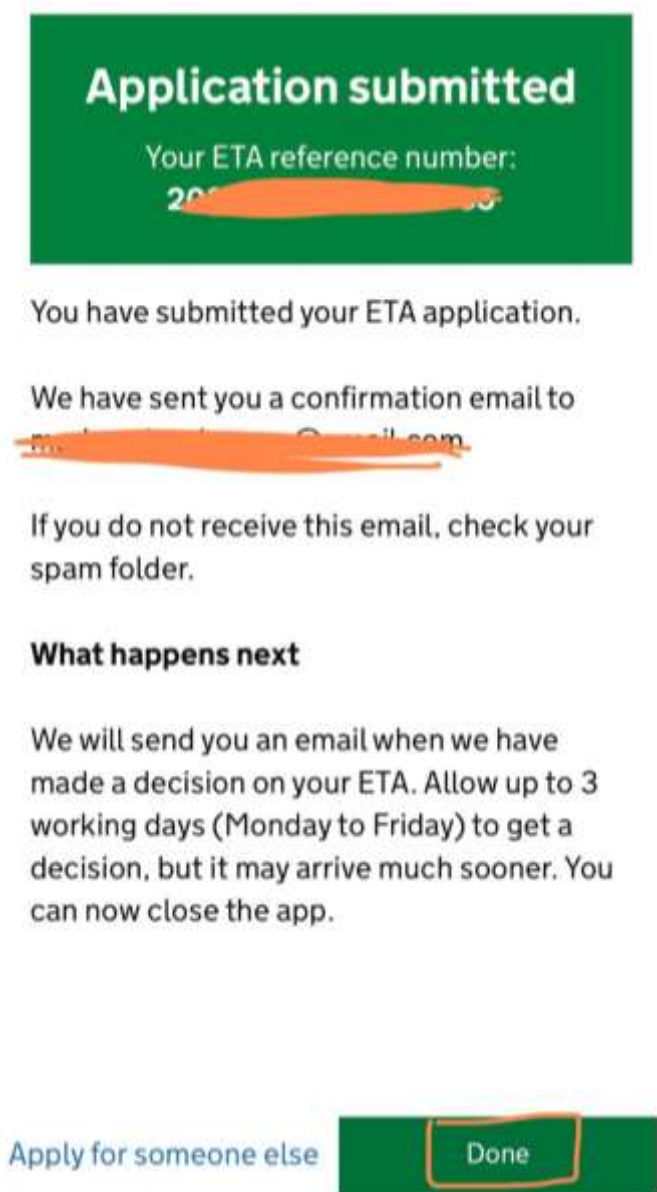 Application submitted
Your ETA reference number:
You have submitted your ETA application.
We have sent you a confirmation email to
If you do not receive this email, check your
spam folder.
What happens next
We will send you an email when we have
made a decision on your ETA. Allow up to 3
working days (Monday to Friday) to get a
decision, but it may arrive much sooner. You
can now close the app.
Apply for someone else
Done